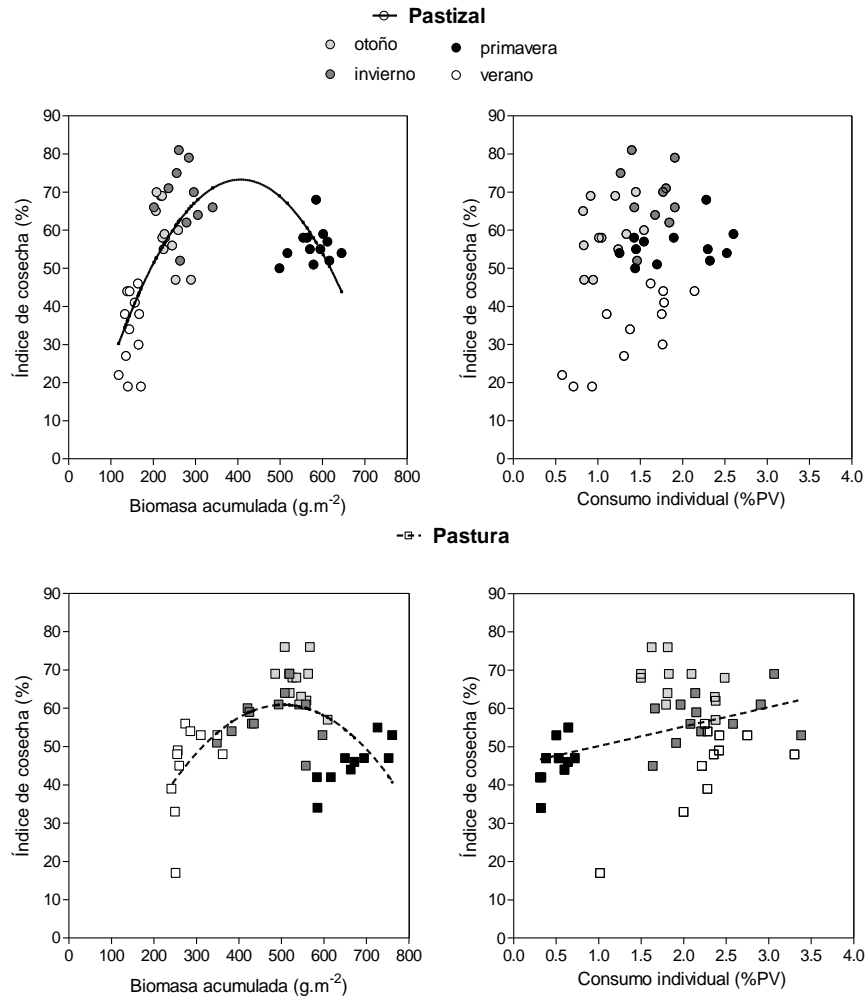 Pastizal
otoño
primavera
invierno
verano
90
80
70
60
50
40
30
20
10
0
Índice de cosecha (%)
0 100 200 300 400 500 600 700 800
Biomasa acumulada (g.m-2)
90
80
70
60
50
40
30
20
10
0
Índice de cosecha (%)
0.0 0.5 1.0 1.5 2.0 2.5 3.0 3.5 4.0
Consumo individual (%PV)
Pastura
90
80
70
60
50
40
30
20
10
0
Índice de cosecha (%)
0 100 200 300 400 500 600 700 800
Biomasa acumulada (g.m-2)
90
80
70
60
50
40
30
20
10
0
Índice de cosecha (%)
0.0 0.5 1.0 1.5 2.0 2.5 3.0 3.5 4.0
Consumo individual (%PV)